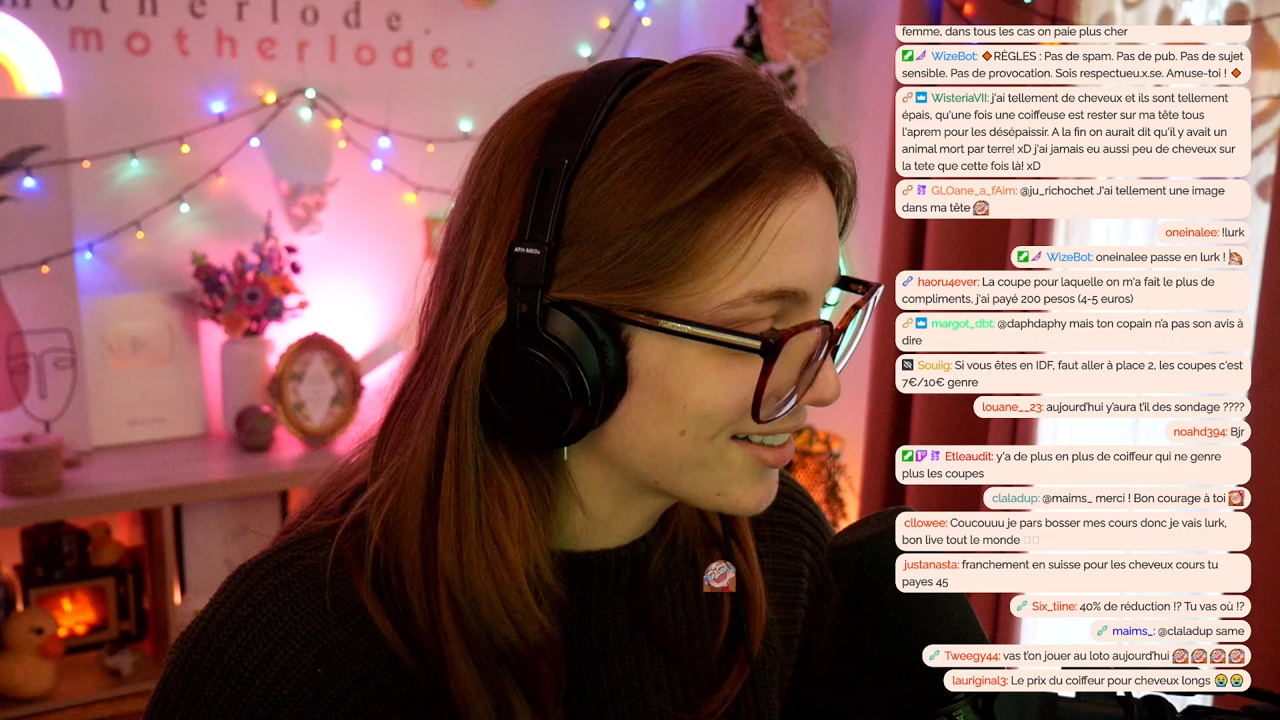 motherlode.
motherlode.
ATH-M50x
femme, dans tous les cas on paie plus cher
WizeBot: RÈGLES : Pas de spam. Pas de pub. Pas de sujet
sensible. Pas de provocation. Sois respectueu.x.se. Amuse-toi !
WisteriaVII: j'ai tellement de cheveux et ils sont tellement
épais, qu'une fois une coiffeuse est rester sur ma tête tous
l'aprem pour les désépaissir. A la fin on aurait dit qu'il y avait un
animal mort par terre! xD j'ai jamais eu aussi peu de cheveux sur
la tete que cette fois là! xD
GLOane_a_fAim: @ju_richochet J'ai tellement une image
dans ma tête
oneinalee: !lurk
WizeBot: oneinalee passe en lurk !
haoru4ever: La coupe pour laquelle on m'a fait le plus de
compliments, j'ai payé 200 pesos (4-5 euros)
margot_dbt: @daphdaphy mais ton copain n'a pas son avis à
dire
Souiig: Si vous êtes en IDF, faut aller à place 2, les coupes c'est
7€/10€ genre
louane__23: aujourd'hui y'aura t'il des sondage ????
noahd394: Bjr
Etleaudit: y'a de plus en plus de coiffeur qui ne genre
plus les coupes
claladup: @maims_ merci ! Bon courage à toi
cllowee: Coucouuu je pars bosser mes cours donc je vais lurk,
bon live tout le monde
justanasta: franchement en suisse pour les cheveux cours tu
payes 45
Six_tiine: 40% de réduction !? Tu vas où !?
maims_: @claladup same
Tweegy44: vas t'on jouer au loto aujourd'hui
lauriginal3: Le prix du coiffeur pour cheveux longs 😭😭